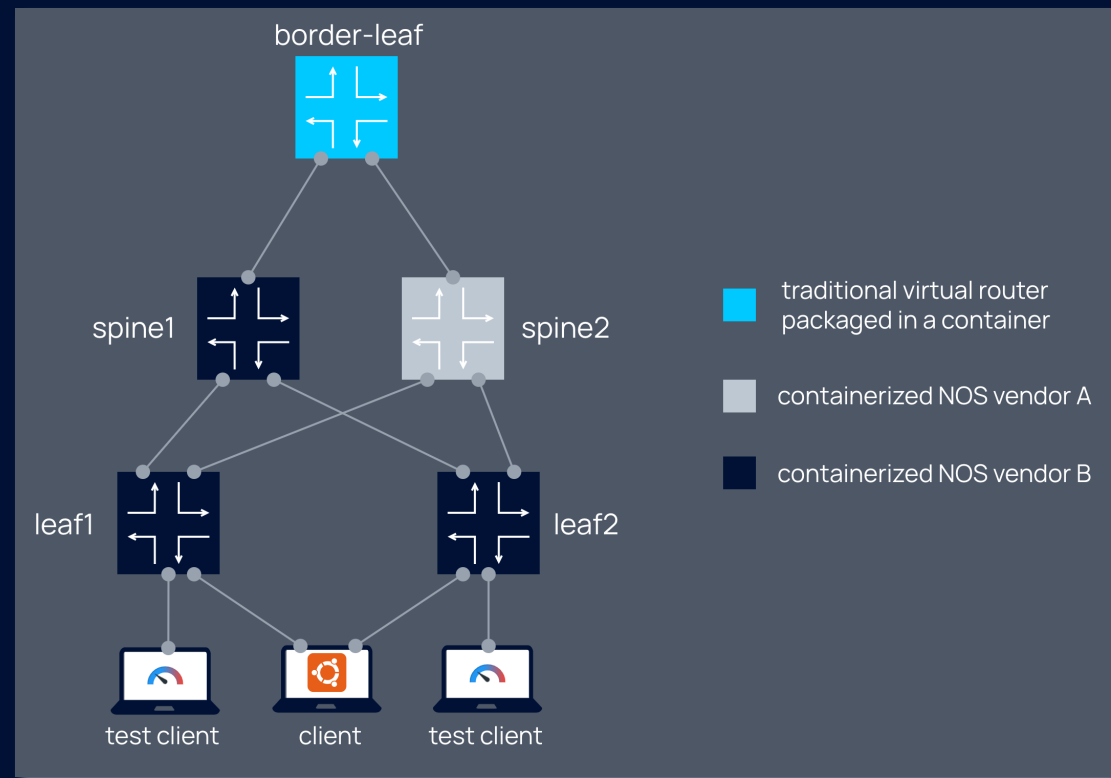 border-leaf
spine1
spine2
traditional virtual router
packaged in a container
containerized NOS vendor A
containerized NOS vendor B
leaf1
leaf2
test client
client
test client